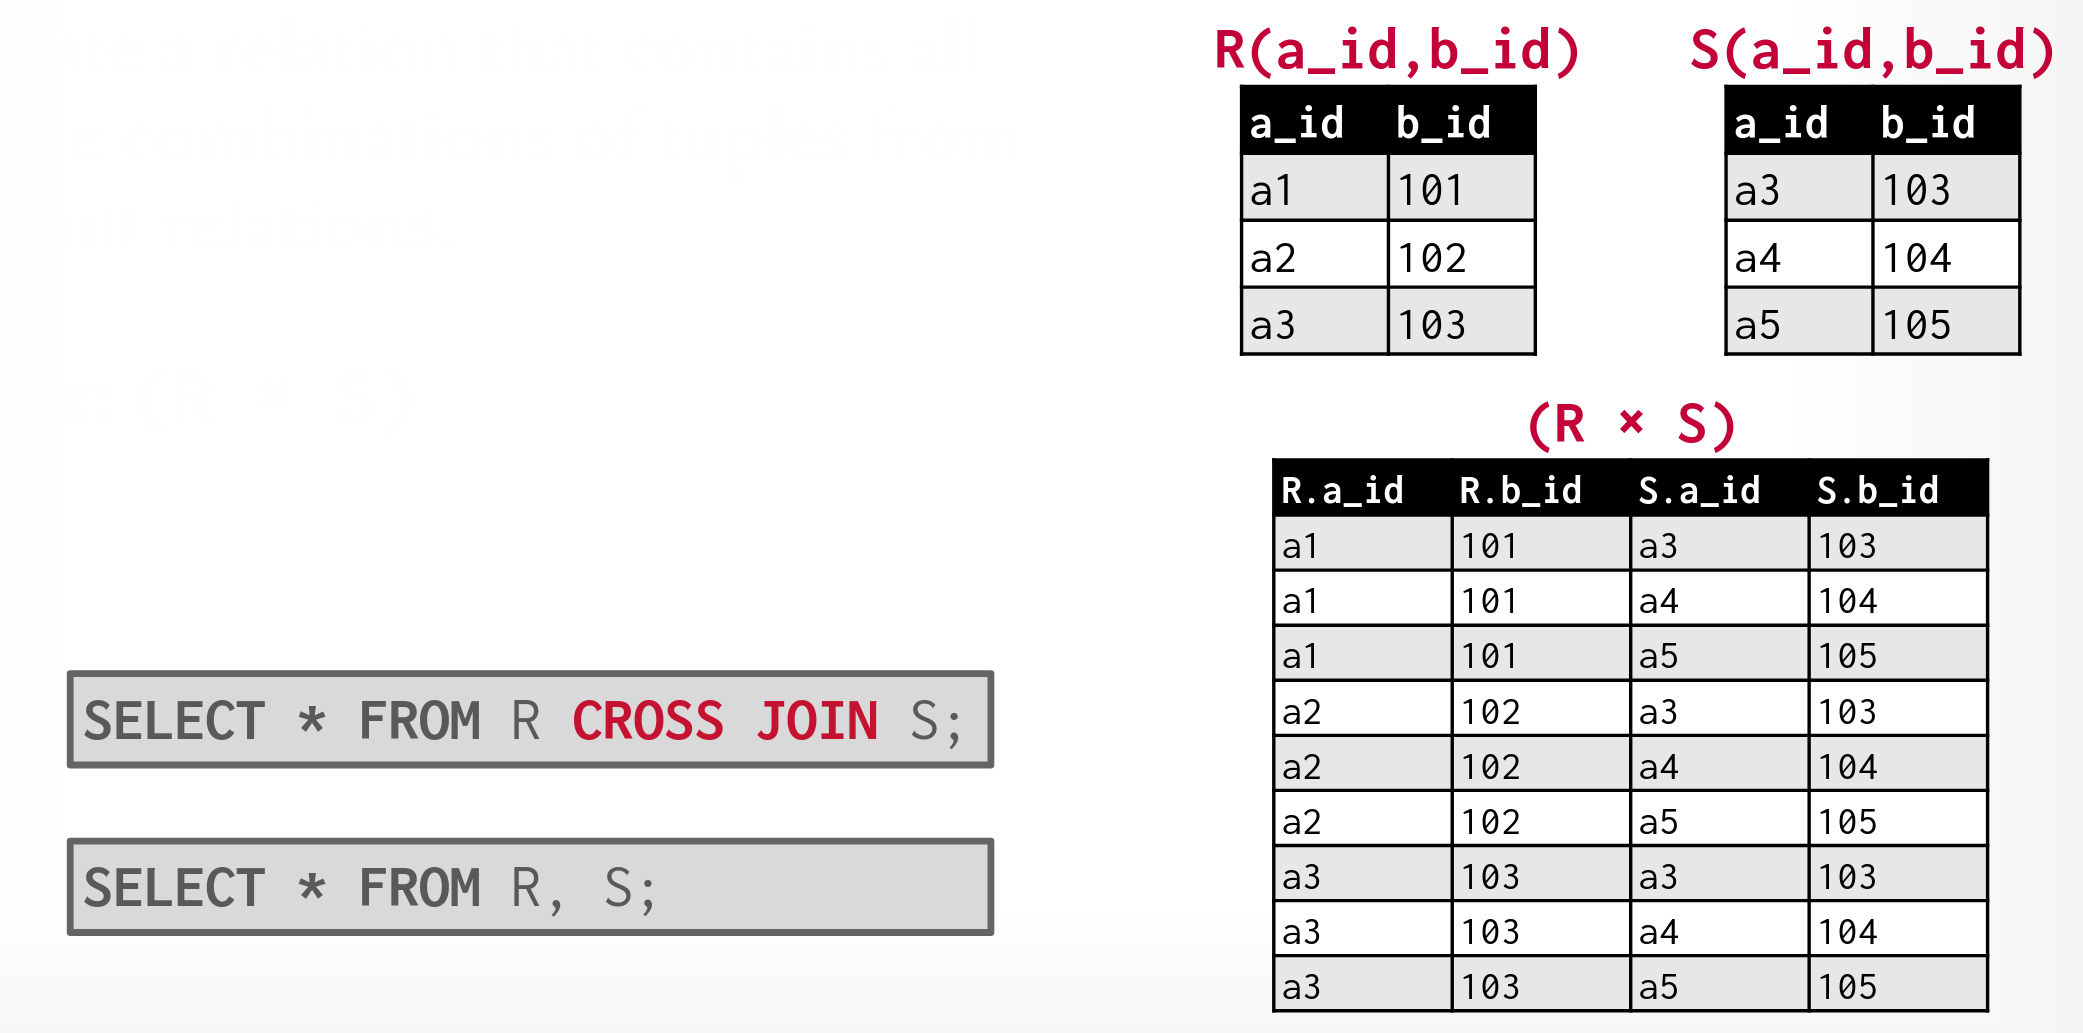 ate a relation that contains all
le combinations of tuples from
out relations.
x: (R × S)
SELECT * FROM R CROSS JOIN S;
SELECT * FROM R, S;
R(a_id,b_id)
a_id b_id
a1 101
a2 102
a3 103
S(a_id,b_id)
a_id b_id
a3 103
a4 104
a5 105
(R × S)
R.a_id R.b_id S.a_id S.b_id
a1 101 a3 103
a1 101 a4 104
a1 101 a5 105
a2 102 a3 103
a2 102 a4 104
a2 102 a5 105
a3 103 a3 103
a3 103 a4 104
a3 103 a5 105